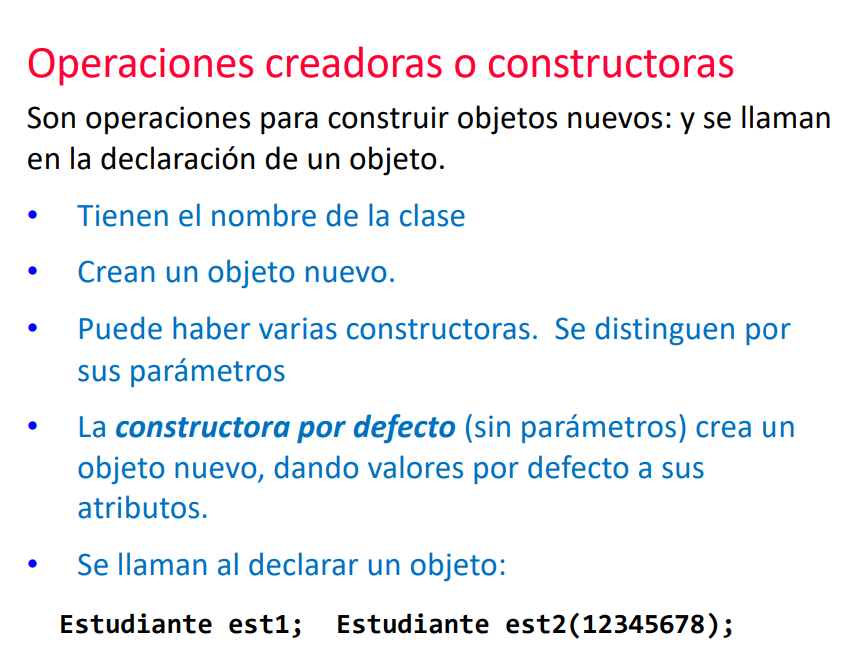 Operaciones creadoras o constructoras
Son operaciones para construir objetos nuevos: y se llaman
en la declaración de un objeto.
• Tienen el nombre de la clase
• Crean un objeto nuevo.
• Puede haber varias constructoras. Se distinguen por
sus parámetros
• La constructora por defecto (sin parámetros) crea un
objeto nuevo, dando valores por defecto a sus
atributos.
• Se llaman al declarar un objeto:
Estudiante est1; Estudiante est2(12345678);